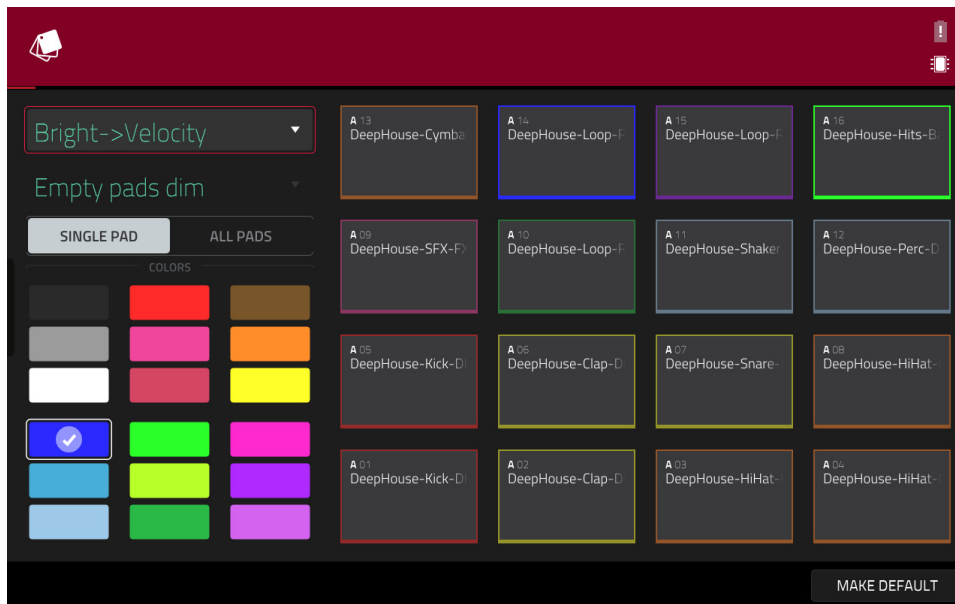 Bright->Velocity
Empty pads dim
SINGLE PAD
ALL PADS
COLORS
A 13
DeepHouse-Cymba
A 14
DeepHouse-Loop-
A 15
DeepHouse-Loop-
A 16
DeepHouse-Hits-B
A 09
DeepHouse-SFX-F
A 10
DeepHouse-Loop-
A 11
DeepHouse-Shaker
A 12
DeepHouse-Perc-D
A 05
DeepHouse-Kick-D
A 06
DeepHouse-Clap-D
A 07
DeepHouse-Snare-
A 08
DeepHouse-HiHat-
A 01
DeepHouse-Kick-D
A 02
DeepHouse-Clap-D
A 03
DeepHouse-HiHat-
A 04
DeepHouse-HiHat-
MAKE DEFAULT